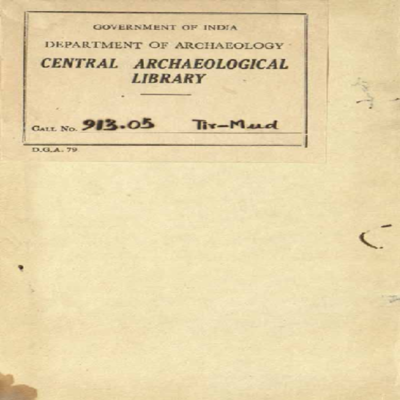 GOVERNMENT OF INDIA
DEPARTMENT OF ARCHAEOLOGY
CENTRAL ARCHAEOLOGICAL
LIBRARY
CALL No. 913.05 Tir-Mud
D.G.A. 79